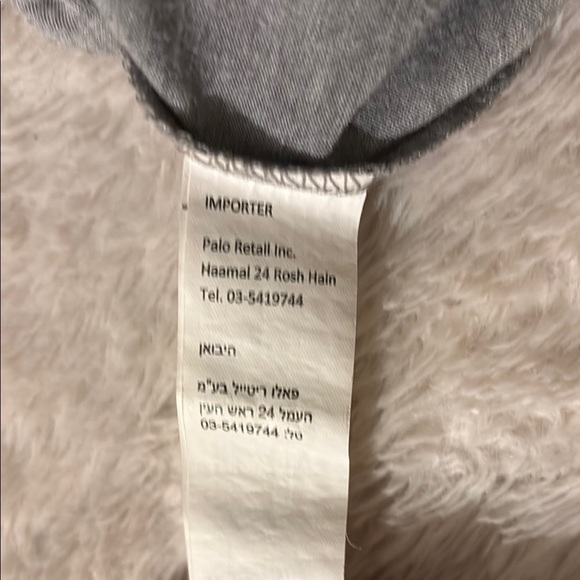 IMPORTER
Palo Retail Inc.
Haamal 24 Rosh Hain
Tel. 03-5419744
היבואן
פאלו ריטייל בע"מ
העמל 24 ראש העין
טל: 03-5419744